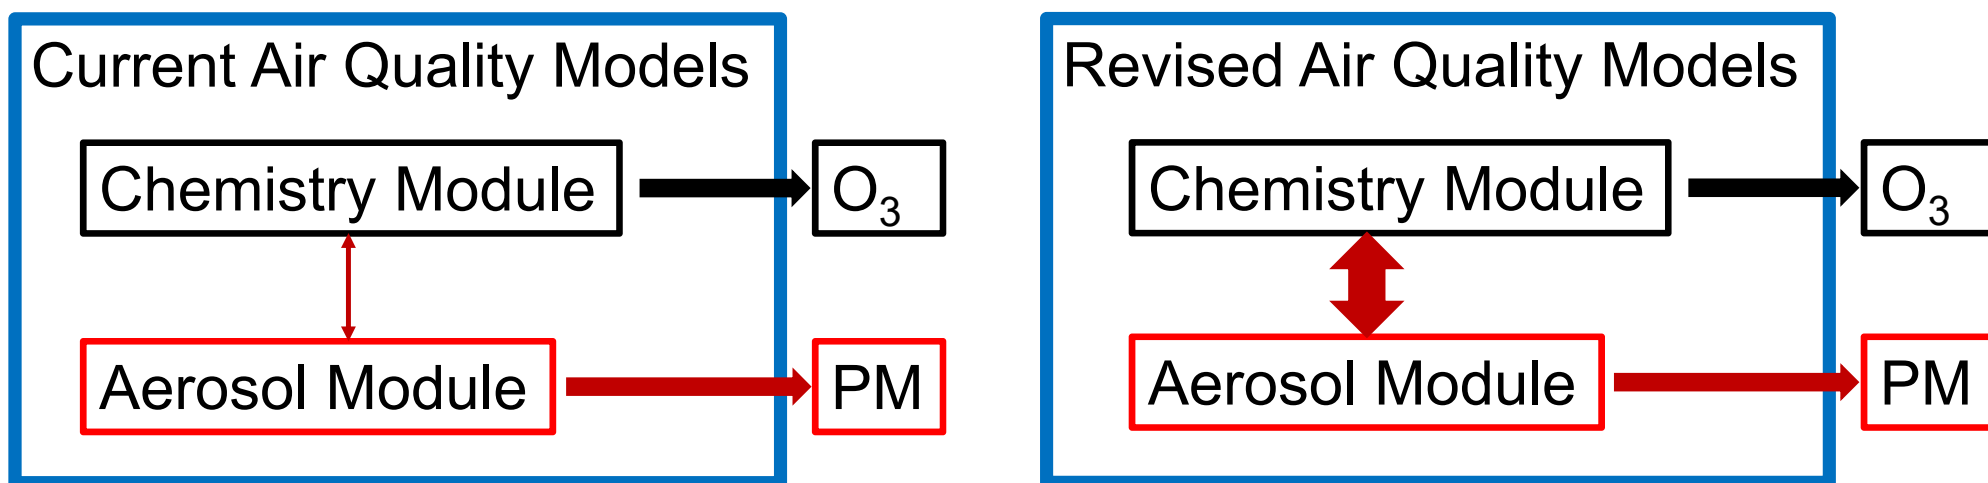 Current Air Quality Models
Chemistry Module
O₃
Aerosol Module
PM
Revised Air Quality Models
Chemistry Module
O₃
Aerosol Module
PM